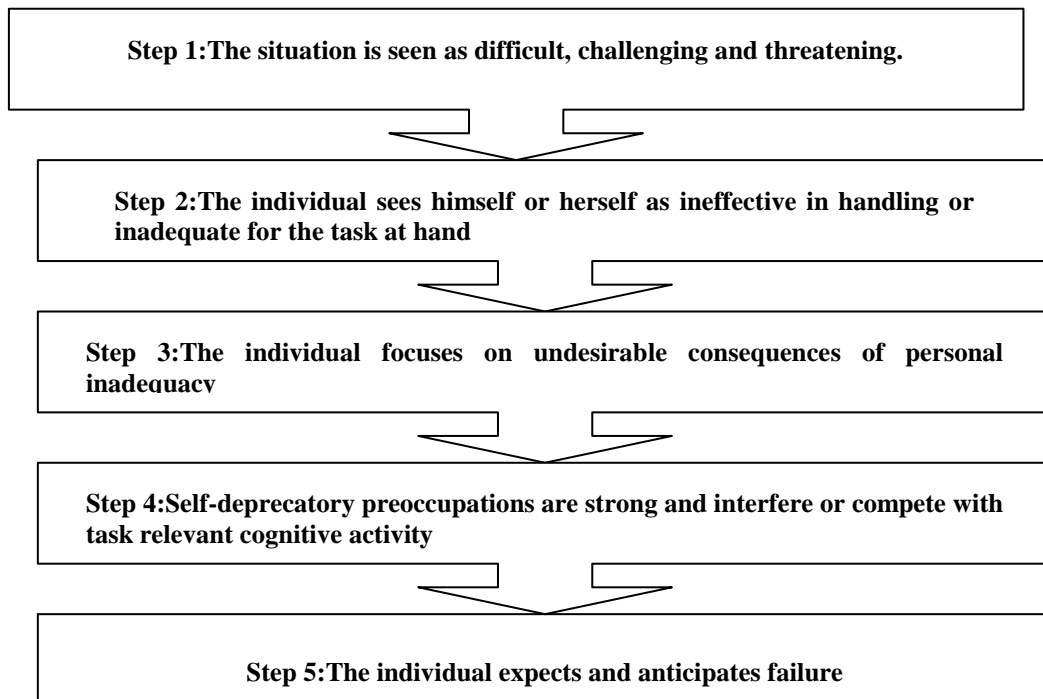 Step 1:The situation is seen as difficult, challenging and threatening.
Step 2:The individual sees himself or herself as ineffective in handling or
inadequate for the task at hand
Step 3:The individual focuses on undesirable consequences of personal
inadequacy
Step 4:Self-deprecatory preoccupations are strong and interfere or compete with
task relevant cognitive activity
Step 5:The individual expects and anticipates failure